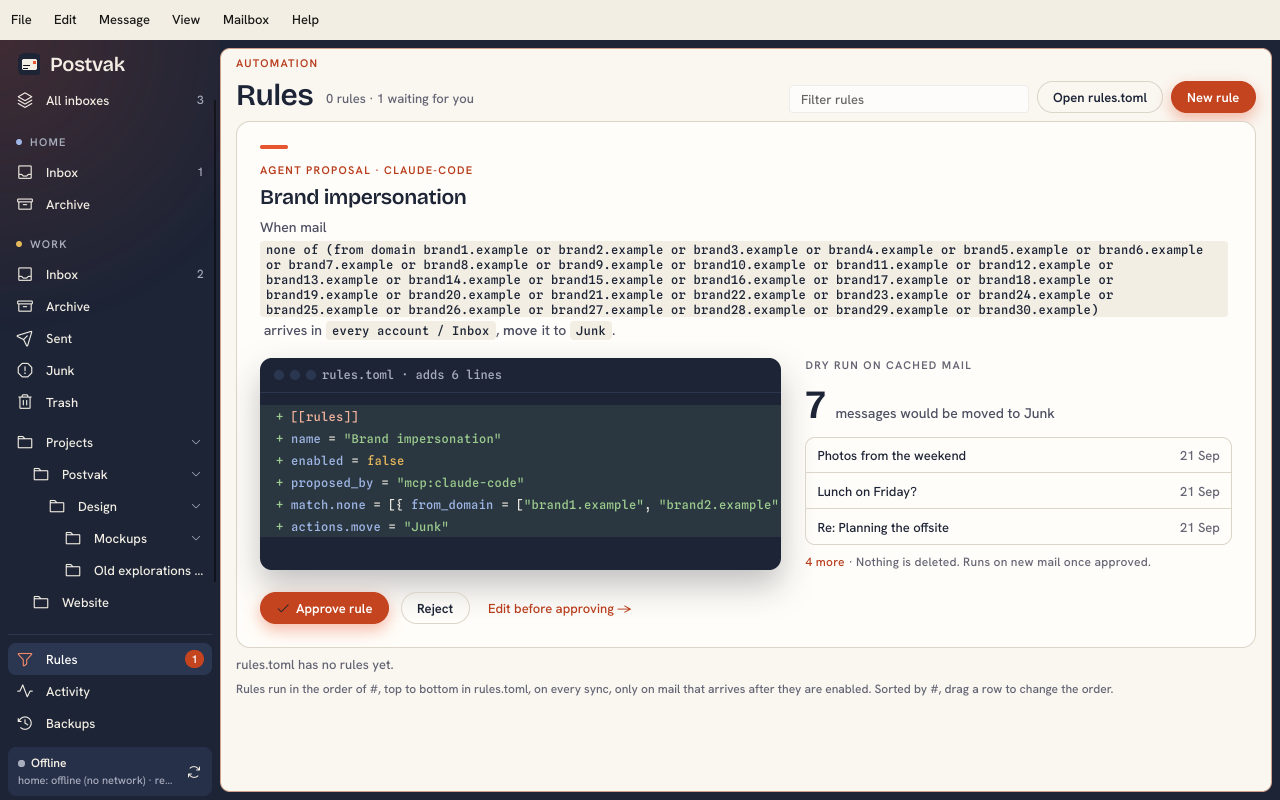 File Edit Message View Mailbox Help
Postvak
All inboxes 3
HOME
Inbox 1
Archive
WORK
Inbox 2
Archive
Sent
Junk
Trash
Projects
Postvak
Design
Mockups
Old explorations ...
Website
Rules 1
Activity
Backups
Offline
home: offline (no network) · re...
AUTOMATION
Rules 0 rules · 1 waiting for you
Filter rules
Open rules.toml
New rule
AGENT PROPOSAL · CLAUDE-CODE
Brand impersonation
When mail
none of (from domain brand1.example or brand2.example or brand3.example or brand4.example or brand5.example or brand6.example
or brand7.example or brand8.example or brand9.example or brand10.example or brand11.example or brand12.example or
brand13.example or brand14.example or brand15.example or brand16.example or brand17.example or brand18.example or
brand19.example or brand20.example or brand21.example or brand22.example or brand23.example or brand24.example or
brand25.example or brand26.example or brand27.example or brand28.example or brand29.example or brand30.example)
arrives in every account / Inbox , move it to Junk .
rules.toml · adds 6 lines
+ [[rules]]
+ name = "Brand impersonation"
+ enabled = false
+ proposed_by = "mcp:claude-code"
+ match.none = [{ from_domain = ["brand1.example", "brand2.example"
+ actions.move = "Junk"
DRY RUN ON CACHED MAIL
7 messages would be moved to Junk
Photos from the weekend 21 Sep
Lunch on Friday? 21 Sep
Re: Planning the offsite 21 Sep
4 more · Nothing is deleted. Runs on new mail once approved.
Approve rule
Reject
Edit before approving →
rules.toml has no rules yet.
Rules run in the order of #, top to bottom in rules.toml, on every sync, only on mail that arrives after they are enabled. Sorted by #, drag a row to change the order.